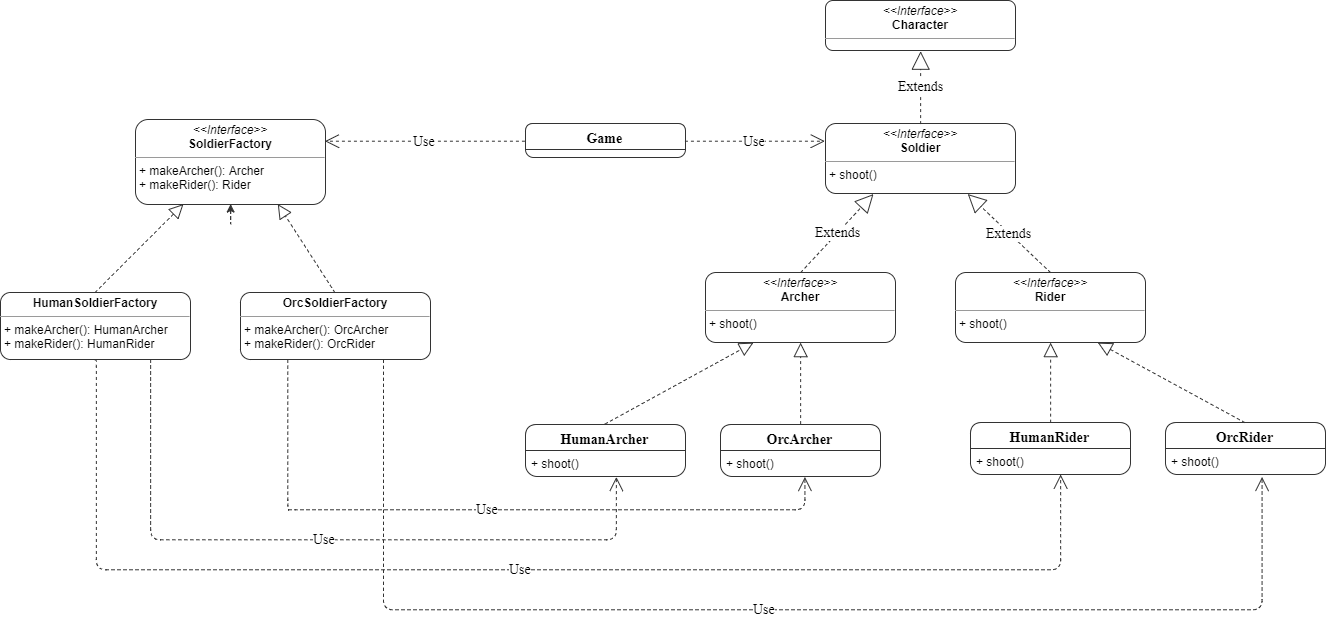 <<Interface>>
Character
Extends
<<Interface>>
SoldierFactory
+ makeArcher(): Archer
+ makeRider(): Rider
Use
Game
Use
<<Interface>>
Soldier
+ shoot()
Extends
Extends
HumanSoldierFactory
+ makeArcher(): HumanArcher
+ makeRider(): HumanRider
OrcSoldierFactory
+ makeArcher(): OrcArcher
+ makeRider(): OrcRider
<<Interface>>
Archer
+ shoot()
<<Interface>>
Rider
+ shoot()
HumanArcher
+ shoot()
OrcArcher
+ shoot()
HumanRider
+ shoot()
OrcRider
+ shoot()
Use
Use
Use
Use